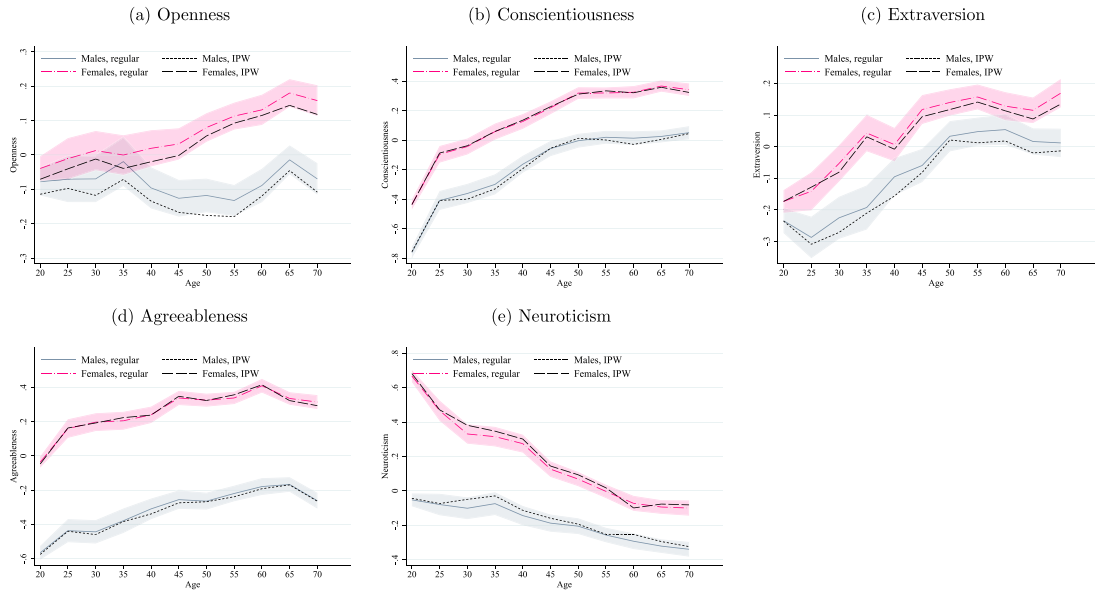 (a) Openness
.3
.2
.1
0
-.1
-.2
-.3
Openness
Males, regular
Males, IPW
Females, regular
Females, IPW
20 25 30 35 40 45 50 55 60 65 70
Age
(b) Conscientiousness
.4
.2
0
-.2
-.4
-.6
-.8
Conscientiousness
Males, regular
Males, IPW
Females, regular
Females, IPW
20 25 30 35 40 45 50 55 60 65 70
Age
(c) Extraversion
.2
.1
0
-.1
-.2
-.3
Extraversion
Males, regular
Males, IPW
Females, regular
Females, IPW
20 25 30 35 40 45 50 55 60 65 70
Age
(d) Agreeableness
.4
.2
0
-.2
-.4
-.6
Agreeableness
Males, regular
Males, IPW
Females, regular
Females, IPW
20 25 30 35 40 45 50 55 60 65 70
Age
(e) Neuroticism
.8
.6
.4
.2
0
-.2
-.4
Neuroticism
Males, regular
Males, IPW
Females, regular
Females, IPW
20 25 30 35 40 45 50 55 60 65 70
Age